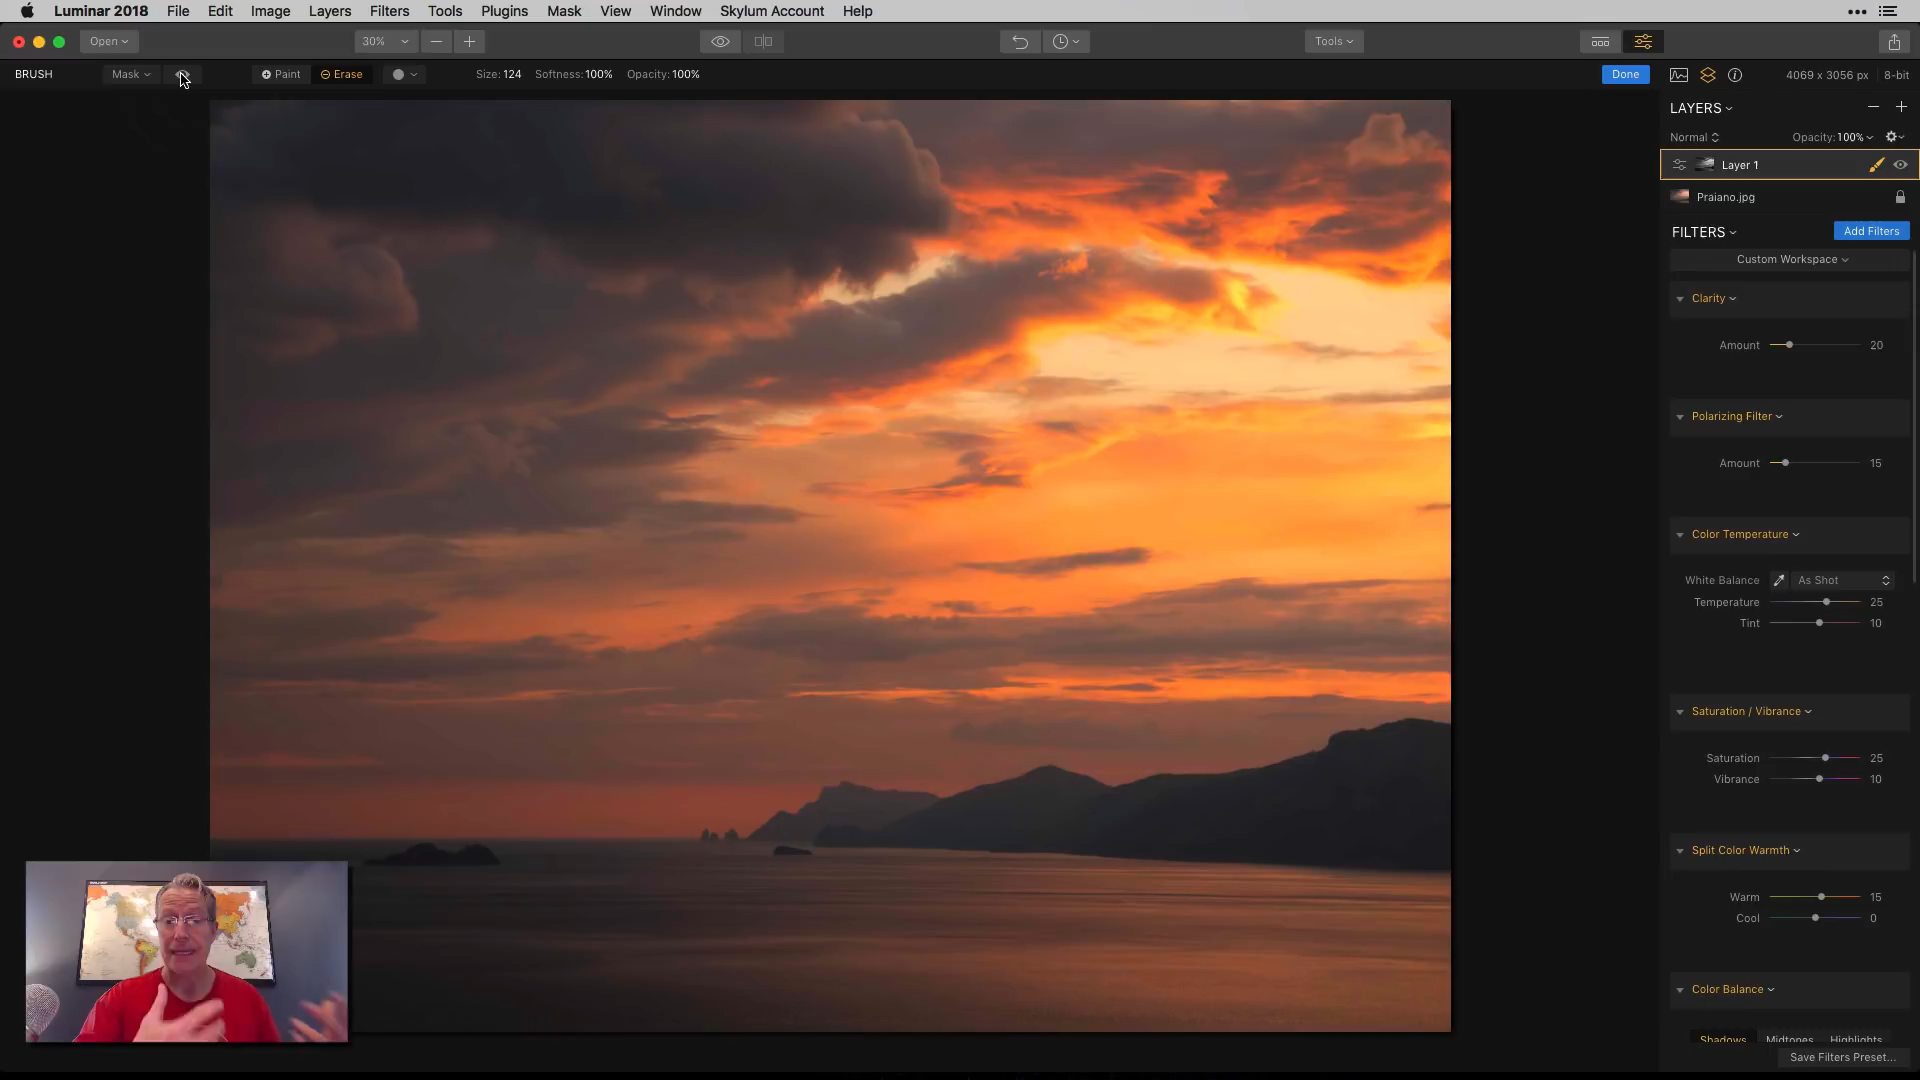 Luminar 2018 File Edit Image Layers Filters Tools Plugins Mask View Window Skylum Account Help
Open 30% Tools
BRUSH Mask Paint Erase Size: 124 Softness: 100% Opacity: 100% Done 4069 x 3056 px 8-bit
LAYERS
Normal Opacity: 100%
Layer 1
Praiano.jpg
FILTERS Add Filters
Custom Workspace
Clarity
Amount 20
Polarizing Filter
Amount 15
Color Temperature
White Balance As Shot
Temperature 25
Tint 10
Saturation / Vibrance
Saturation 25
Vibrance 10
Split Color Warmth
Warm 15
Cool 0
Color Balance
Shadows Midtones Highlights
Save Filters Preset...